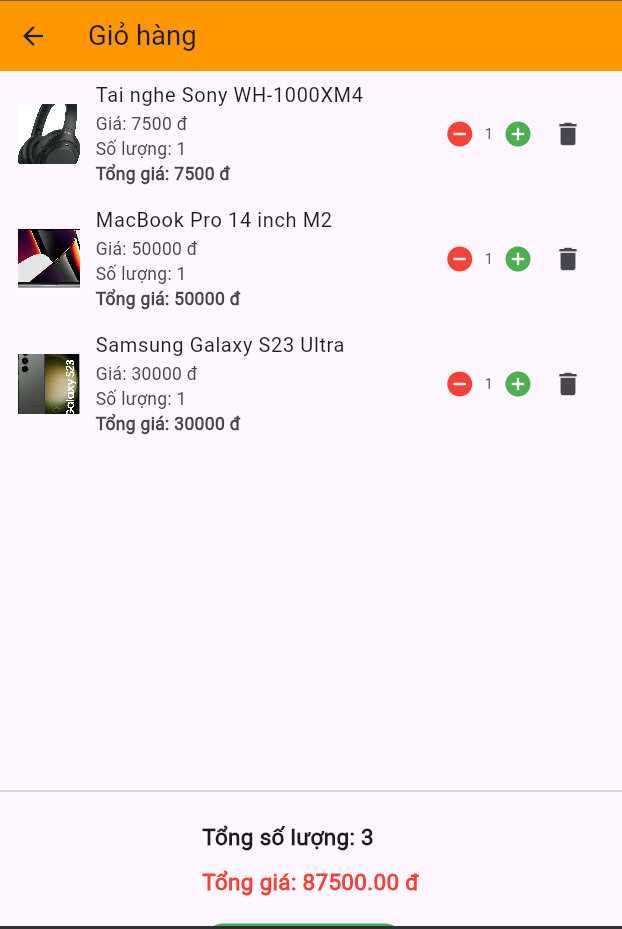 Giỏ hàng
Tai nghe Sony WH-1000XM4
Giá: 7500 đ
Số lượng: 1
Tổng giá: 7500 đ
1
MacBook Pro 14 inch M2
Giá: 50000 đ
Số lượng: 1
Tổng giá: 50000 đ
1
Samsung Galaxy S23 Ultra
Giá: 30000 đ
Số lượng: 1
Tổng giá: 30000 đ
1
Galaxy S23
Tổng số lượng: 3
Tổng giá: 87500.00 đ